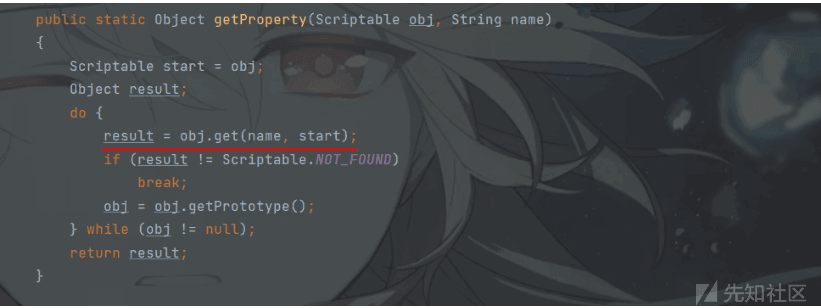 public static Object getProperty(Scriptable obj, String name)
{
    Scriptable start = obj;
    Object result;
    do {
        result = obj.get(name, start);
        if (result != Scriptable.NOT_FOUND)
            break;
        obj = obj.getPrototype();
    } while (obj != null);
    return result;
}
先知社区